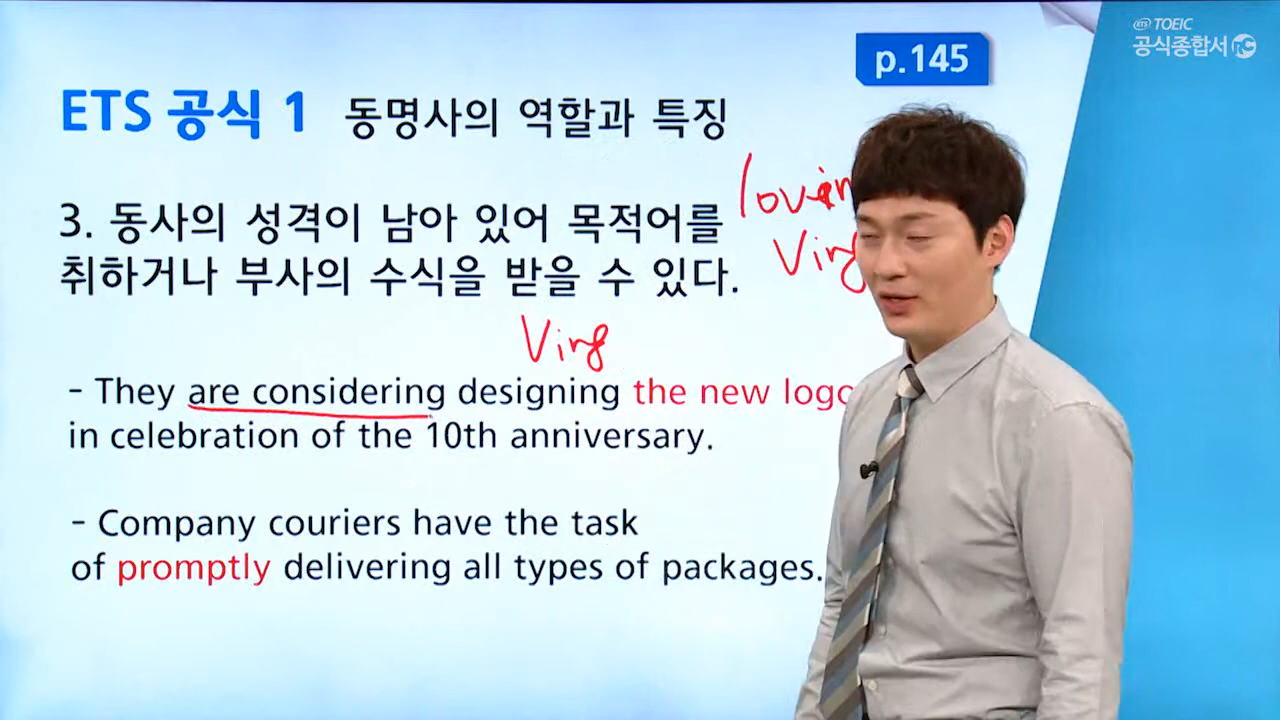 ETS TOEIC
공식종합서 RC
p.145
ETS 공식 1 동명사의 역할과 특징
3. 동사의 성격이 남아 있어 목적어를
취하거나 부사의 수식을 받을 수 있다.
Ving
Ving
- They are considering designing the new logo
in celebration of the 10th anniversary.
- Company couriers have the task
of promptly delivering all types of packages.